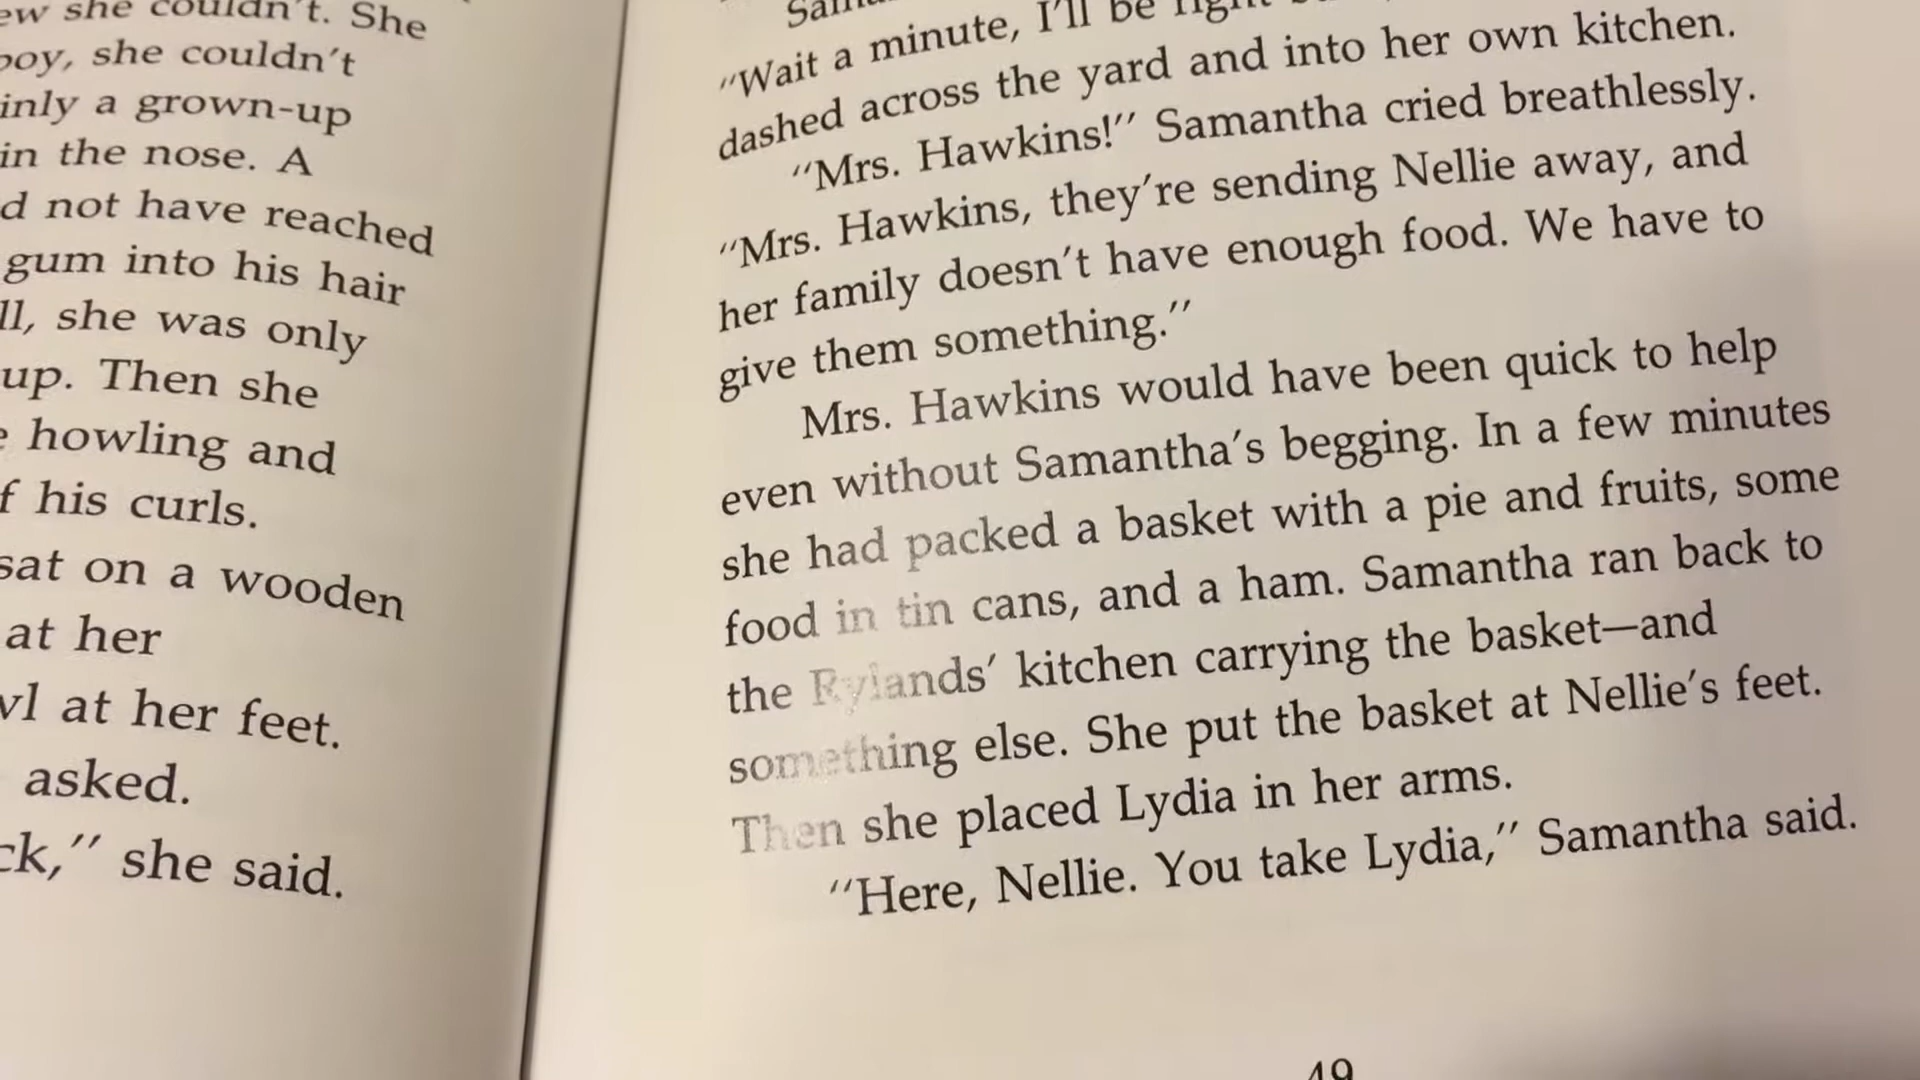 she couldn't. She
she couldn't
a grown-up
in the nose. A
not have reached
gum into his hair
she was only
up. Then she
howling and
his curls.
sat on a wooden
at her
at her feet.
asked.
she said.
"Wait a minute, I'll be right
dashed across the yard and into her own kitchen.
"Mrs. Hawkins!" Samantha cried breathlessly.
"Mrs. Hawkins, they're sending Nellie away, and
her family doesn't have enough food. We have to
give them something."
Mrs. Hawkins would have been quick to help
even without Samantha's begging. In a few minutes
she had packed a basket with a pie and fruits, some
food in tin cans, and a ham. Samantha ran back to
the Rylands' kitchen carrying the basket—and
something else. She put the basket at Nellie's feet.
Then she placed Lydia in her arms.
"Here, Nellie. You take Lydia," Samantha said.
49